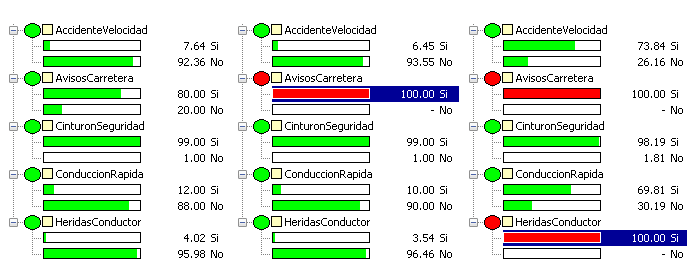 AccidenteVelocidad
7.64 Si
92.36 No
AvisosCarretera
80.00 Si
20.00 No
CinturonSeguridad
99.00 Si
1.00 No
ConduccionRapida
12.00 Si
88.00 No
HeridasConductor
4.02 Si
95.98 No
AccidenteVelocidad
6.45 Si
93.55 No
AvisosCarretera
100.00 Si
- No
CinturonSeguridad
99.00 Si
1.00 No
ConduccionRapida
10.00 Si
90.00 No
HeridasConductor
3.54 Si
96.46 No
AccidenteVelocidad
73.84 Si
26.16 No
AvisosCarretera
100.00 Si
- No
CinturonSeguridad
98.19 Si
1.81 No
ConduccionRapida
69.81 Si
30.19 No
HeridasConductor
100.00 Si
- No